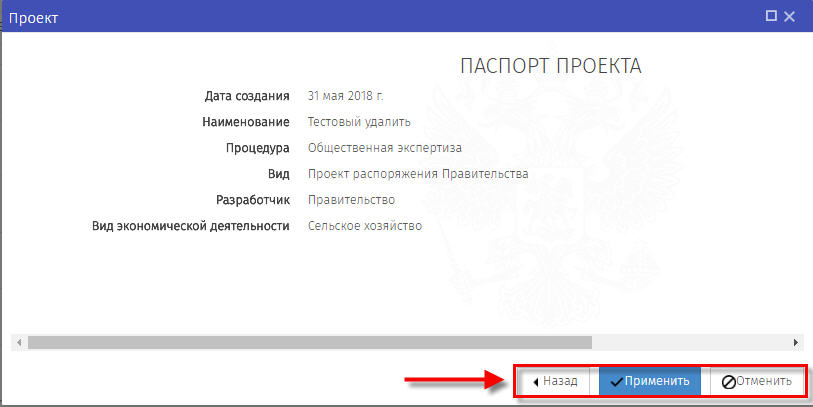 Проект
ПАСПОРТ ПРОЕКТА
Дата создания 31 мая 2018 г.
Наименование Тестовый удалить
Процедура Общественная экспертиза
Вид Проект распоряжения Правительства
Разработчик Правительство
Вид экономической деятельности Сельское хозяйство
Назад Применить Отменить